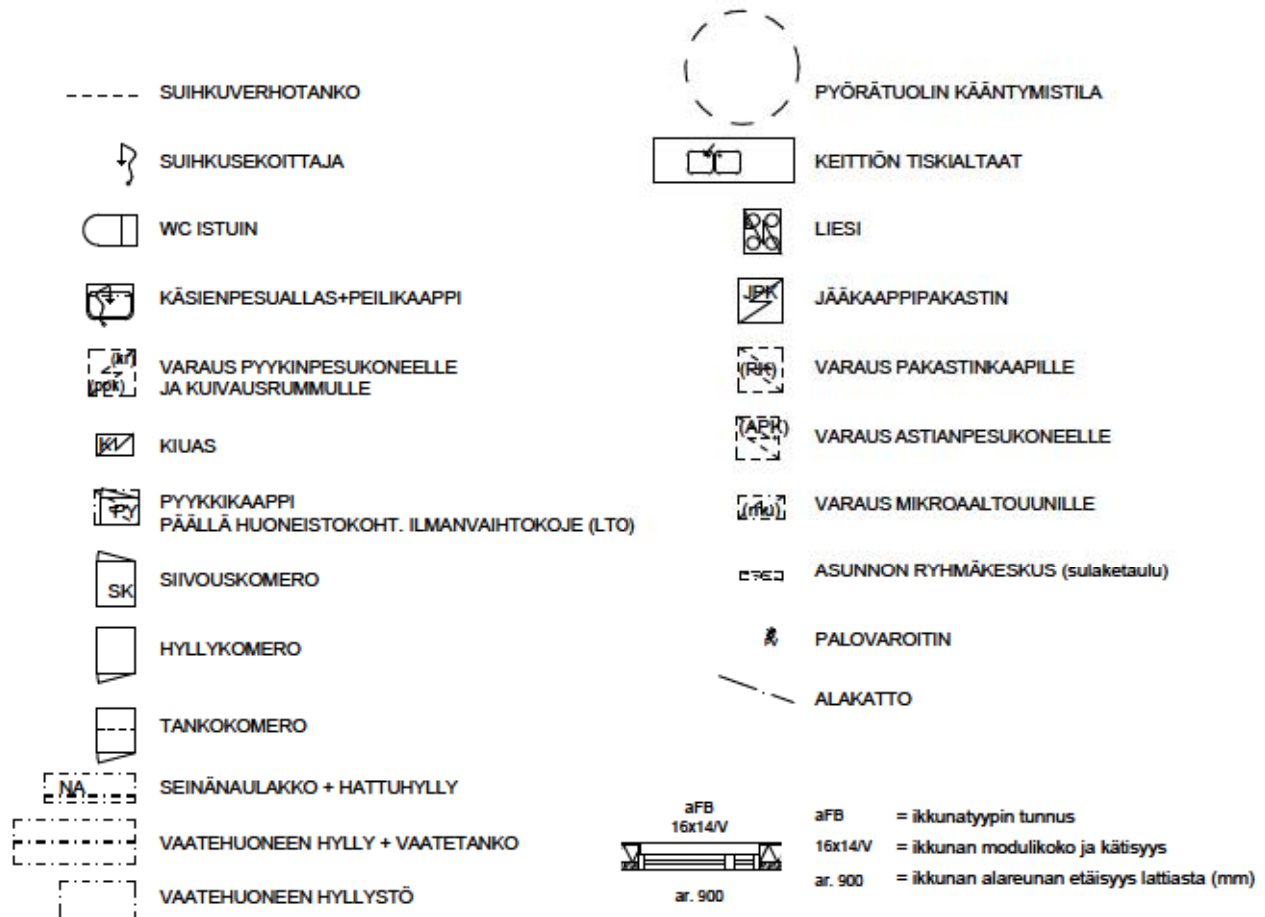 SUIHKUVERHOTANKO
SUIHKUSEKOITTAJA
WC ISTUIN
KÄSIENPESUALLAS+PEILIKAAPPI
(kr)
(ppk)
VARAUS PYYKINPESUKONEELLE
JA KUIVAUSRUMMULLE
KIUAS
PY
PYYKKIKAAPPI
PÄÄLLÄ HUONEISTOKOHT. ILMANVAIHTOKOJE (LTO)
SK
SIIVOUSKOMERO
HYLLYKOMERO
TANKOKOMERO
NA
SEINÄNAULAKKO + HATTUHYLLY
VAATEHUONEEN HYLLY + VAATETANKO
VAATEHUONEEN HYLLYSTÖ
PYÖRÄTUOLIN KÄÄNTYMISTILA
KEITTIÖN TISKIALTAAT
LIESI
JPK
JÄÄKAAPPIPAKASTIN
VARAUS PAKASTINKAAPILLE
(APK)
VARAUS ASTIANPESUKONEELLE
(mu)
VARAUS MIKROAALTOUUNILLE
ASUNNON RYHMÄKESKUS (sulaketaulu)
PALOVAROITIN
ALAKATTO
aFB
16x14/V
ar. 900
aFB = ikkunatyypin tunnus
16x14/V = ikkunan modulikoko ja kätisyys
ar. 900 = ikkunan alareunan etäisyys lattiasta (mm)